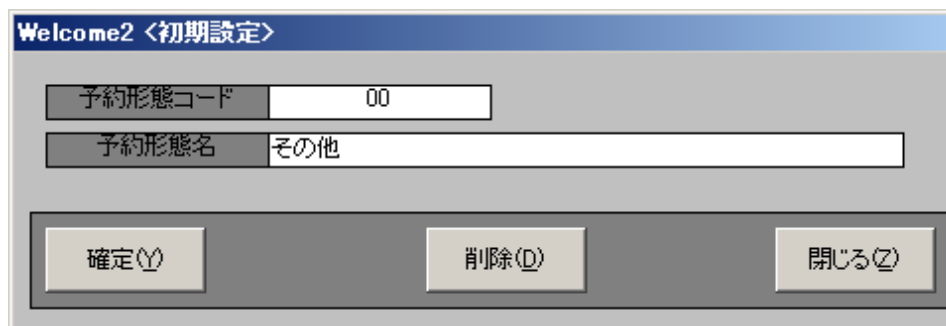 Welcome2 <初期設定>
予約形態コード 00
予約形態名 その他
確定(Y) 削除(D) 閉じる(Z)